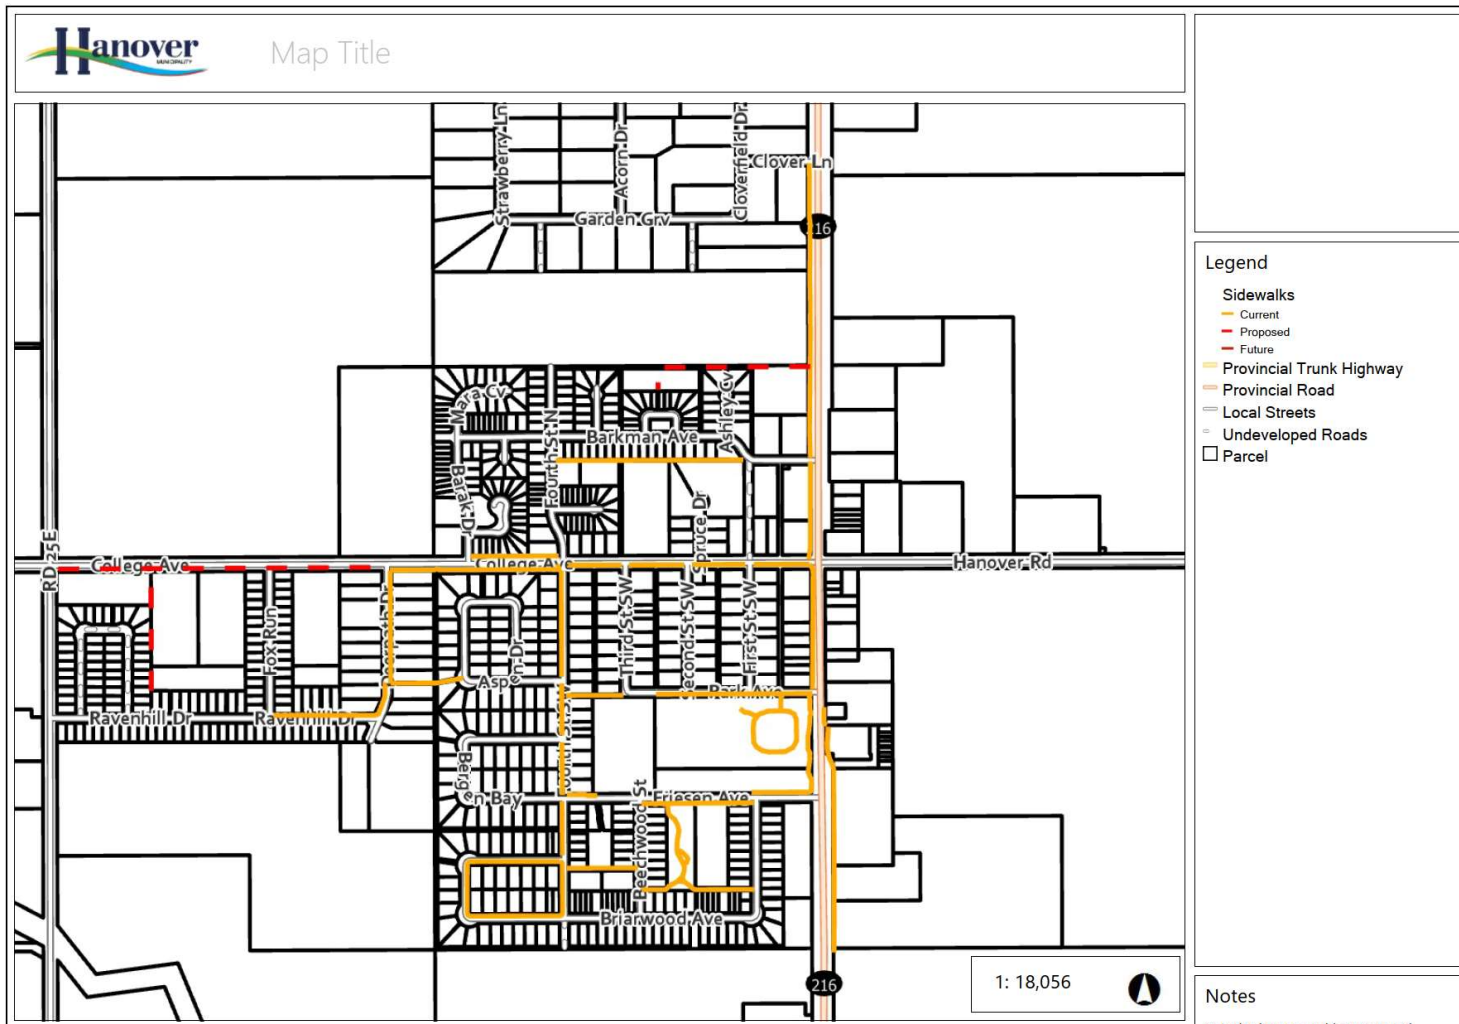 Hanover
MUNICIPALITY
Map Title
Strawberry Ln
Acorn Dr
Cloverfield Dr
Clover Ln
Garden Grv
216
Mara Cv
Fourth St N
Barkman Ave
Ashley Cv
Barak Dr
Spruce Dr
RD 25E
College Ave
College Ave
Hanover Rd
Fox Run
Deerpath Dr
Aspen Dr
Third St SW
Second St SW
First St SW
Park Ave
Ravenhill Dr
Ravenhill Dr
Bergen Bay
Friesen Ave
Beechwood St
Briarwood Ave
216
1: 18,056
Legend
Sidewalks
Current
Proposed
Future
Provincial Trunk Highway
Provincial Road
Local Streets
Undeveloped Roads
Parcel
Notes